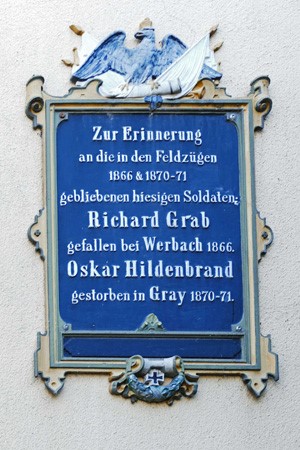 Zur Erinnerung
an die in den Feldzügen
1866 & 1870-71
gebliebenen hiesigen Soldaten:
Richard Grab
gefallen bei Werbach 1866.
Oskar Hildenbrand
gestorben in Gray 1870-71.